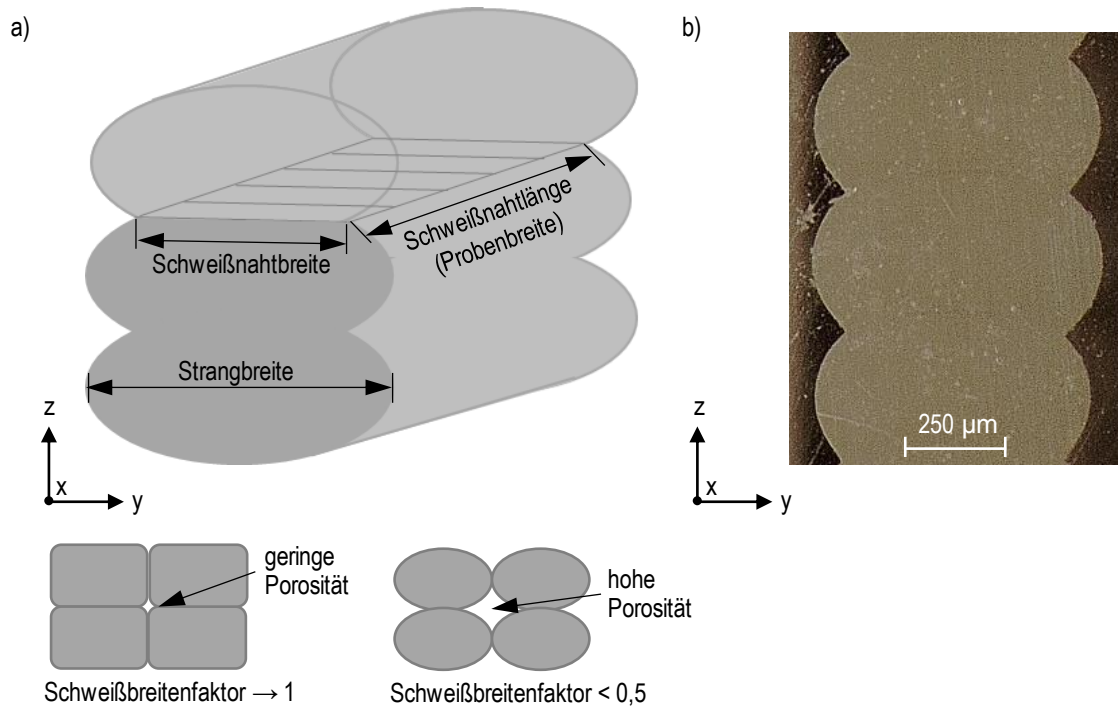 a)
Schweißnahtbreite
Schweißnahtlänge
(Probenbreite)
Strangbreite
z
x
y
geringe
Porosität
Schweißbreitenfaktor → 1
hohe
Porosität
Schweißbreitenfaktor < 0,5
b)
250 µm
z
x
y